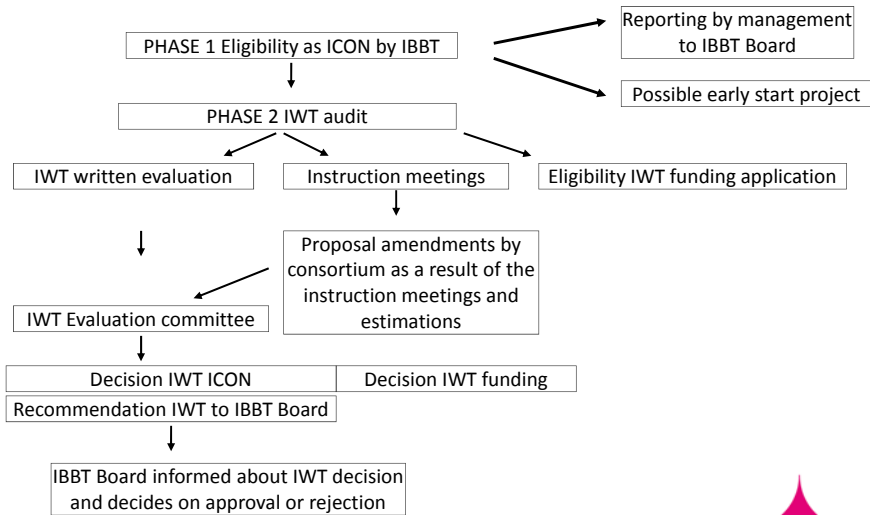 PHASE 1 Eligibility as ICON by IBBT
Reporting by management
to IBBT Board
Possible early start project
PHASE 2 IWT audit
IWT written evaluation
Instruction meetings
Eligibility IWT funding application
Proposal amendments by
consortium as a result of the
instruction meetings and
estimations
IWT Evaluation committee
Decision IWT ICON
Decision IWT funding
Recommendation IWT to IBBT Board
IBBT Board informed about IWT decision
and decides on approval or rejection